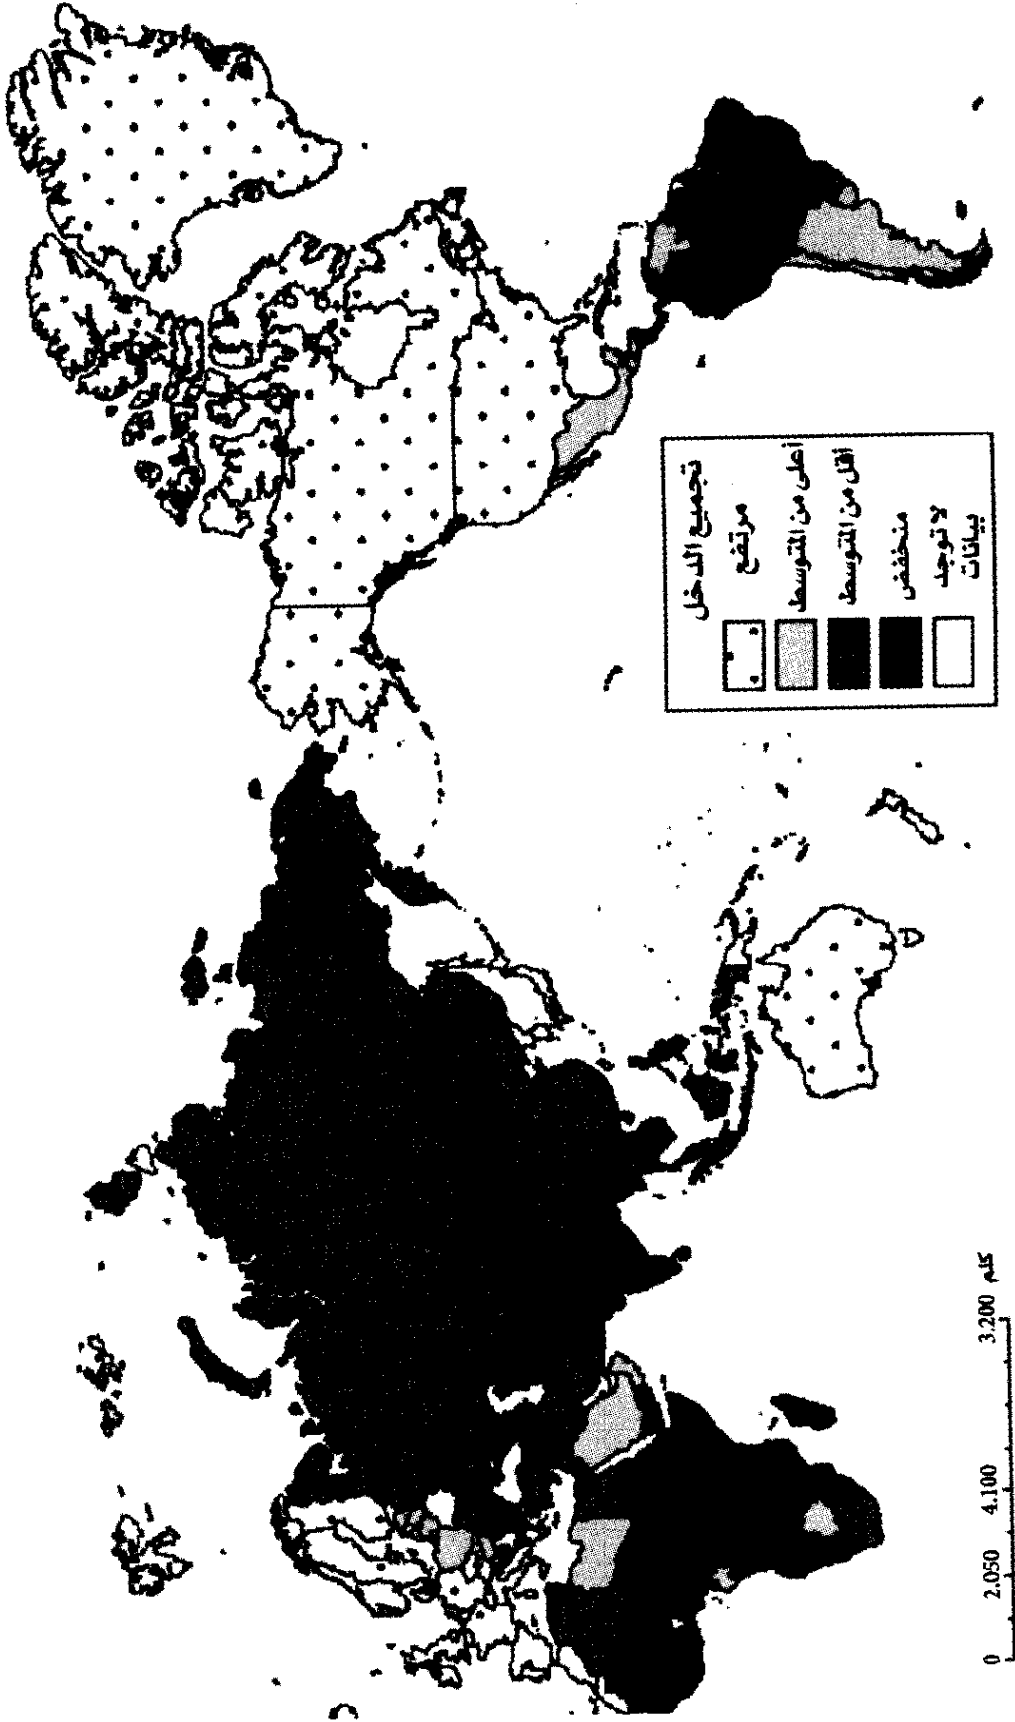 تجميع الدخل
مرتفع
أعلى من المتوسط
أقل من المتوسط
منخفض
لا توجد
بيانات
0 2.050 4.100 3.200 كلم